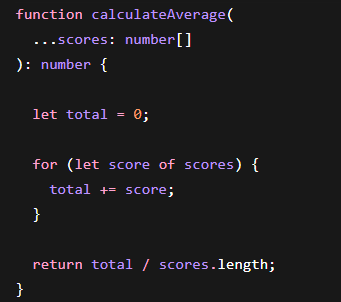 function calculateAverage(
...scores: number[]
): number {
let total = 0;
for (let score of scores) {
total += score;
}
return total / scores.length;
}